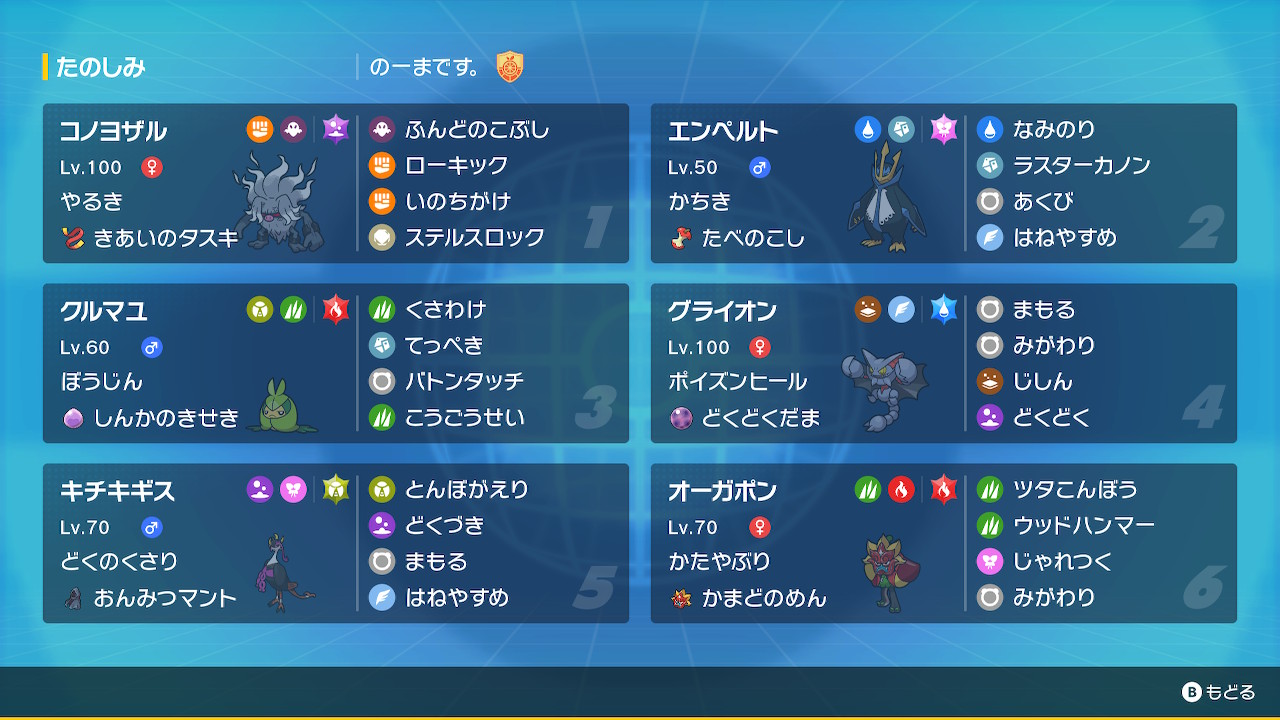 たのしみ
のーまです。
コノヨザル
Lv.100
やるき
きあいのタスキ
ふんどのこぶし
ローキック
いのちがけ
ステルスロック
1
エンペルト
Lv.50
かちき
たべのこし
なみのり
ラスターカノン
あくび
はねやすめ
2
クルマユ
Lv.60
ぼうじん
しんかのきせき
くさわけ
てっぺき
バトンタッチ
こうごうせい
3
グライオン
Lv.100
ポイズンヒール
どくどくだま
まもる
みがわり
じしん
どくどく
4
キチキギス
Lv.70
どくのくさり
おんみつマント
とんぼがえり
どくづき
まもる
はねやすめ
5
オーガポン
Lv.70
かたやぶり
かまどのめん
ツタこんぼう
ウッドハンマー
じゃれつく
みがわり
6
B もどる